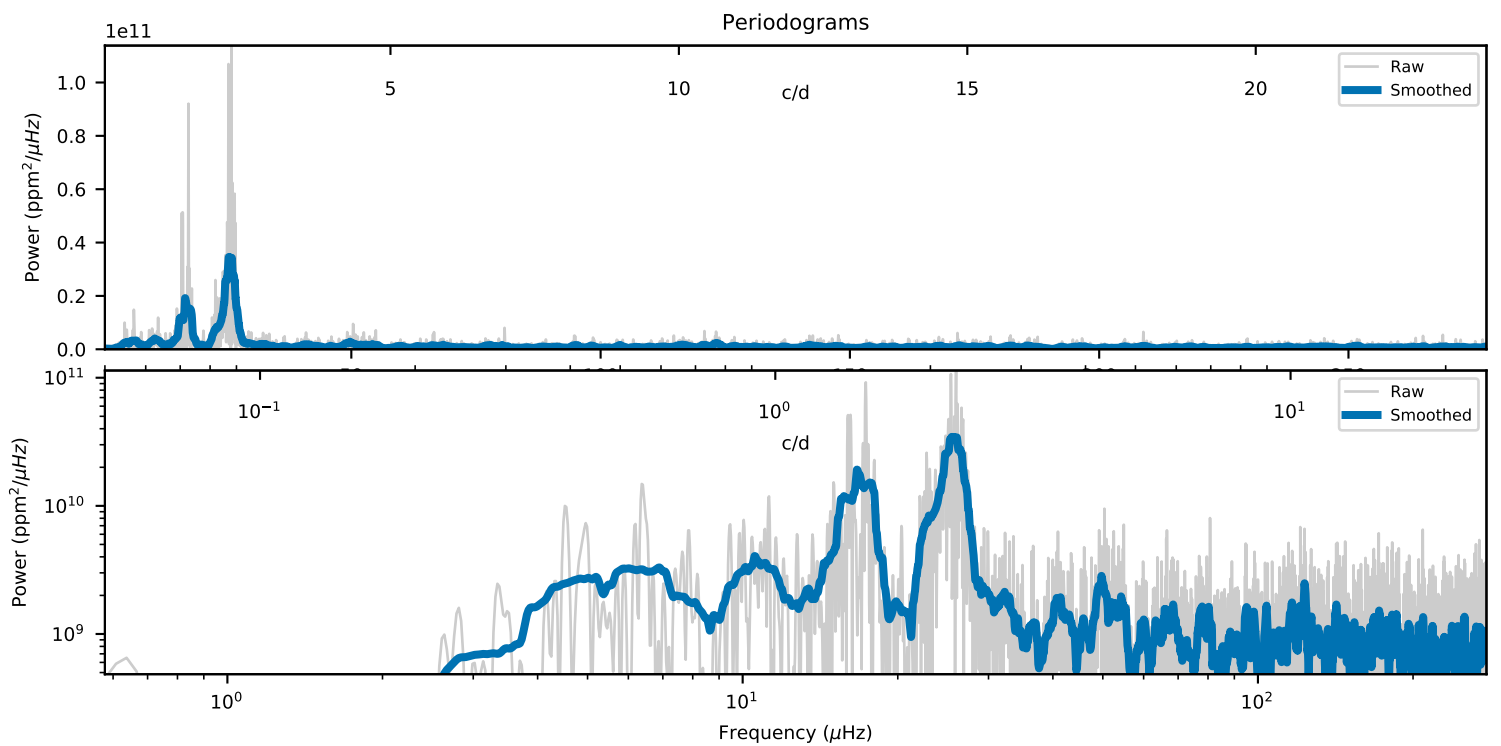 Periodograms
1e11
Power (ppm²/μHz)
1.0
0.8
0.6
0.4
0.2
0.0
5
10
15
20
c/d
Raw
Smoothed
Power (ppm²/μHz)
10¹¹
10¹⁰
10⁹
10⁻¹
10⁰
10¹
c/d
Raw
Smoothed
10⁰
10¹
10²
Frequency (μHz)